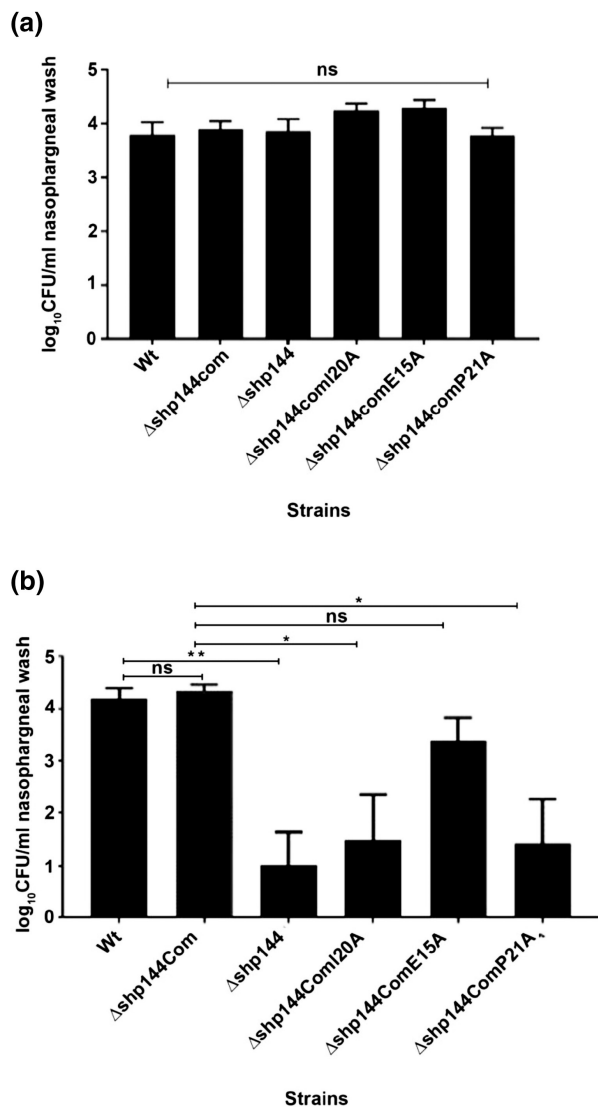 (a)
5
4
3
2
1
0
log₁₀CFU/ml nasophargneal wash
ns
Wt
Δshp144com
Δshp144
Δshp144comI20A
Δshp144comE15A
Δshp144comP21A
Strains
(b)
*
ns
*
**
ns
5
4
3
2
1
0
log₁₀CFU/ml nasophargneal wash
Wt
Δshp144Com
Δshp144
Δshp144ComI20A
Δshp144ComE15A
Δshp144ComP21A
Strains